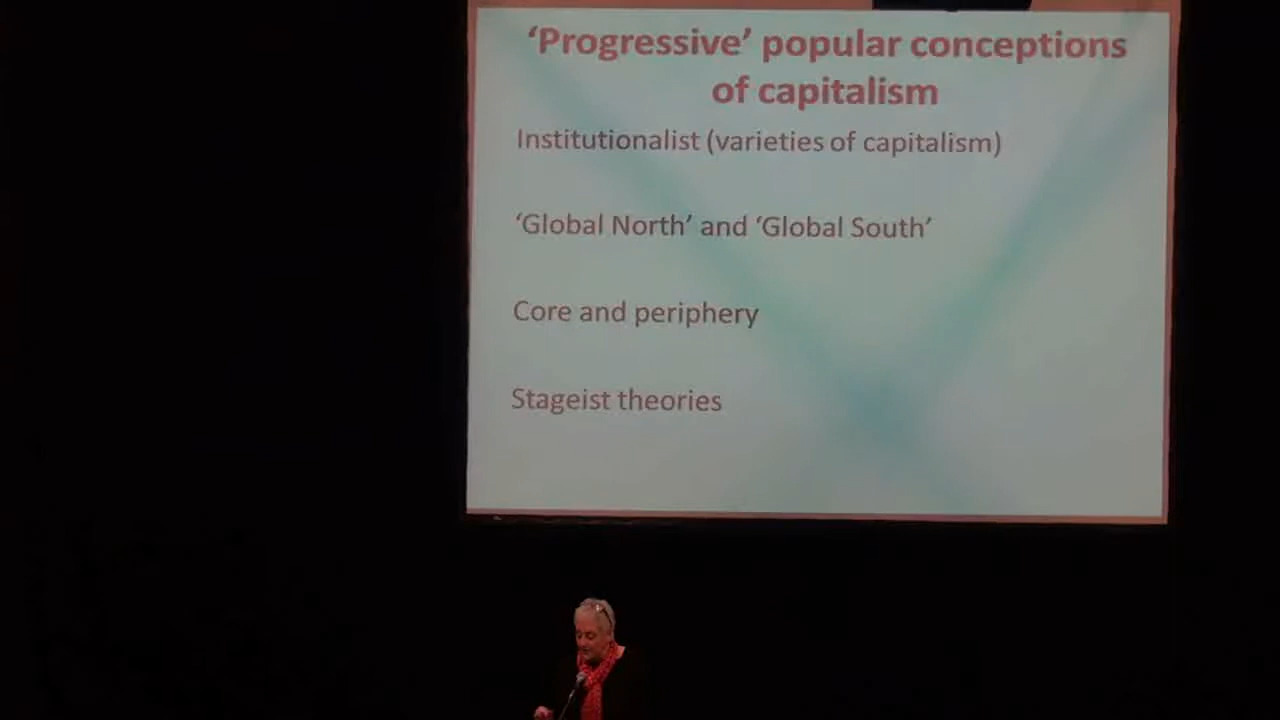 ‘Progressive’ popular conceptions
of capitalism
Institutionalist (varieties of capitalism)
‘Global North’ and ‘Global South’
Core and periphery
Stageist theories